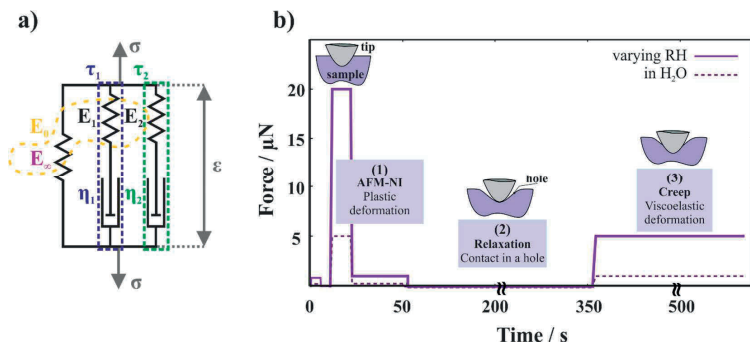 a)
σ
τ₁
τ₂
E₀
E₁
E₂
E∞
ε
η₁
η₂
σ
b)
tip
sample
varying RH
in H₂O
Force / μN
20
15
10
5
0
(1)
AFM-NI
Plastic
deformation
hole
(2)
Relaxation
Contact in a hole
(3)
Creep
Viscoelastic
deformation
0
50
200
350
500
Time / s